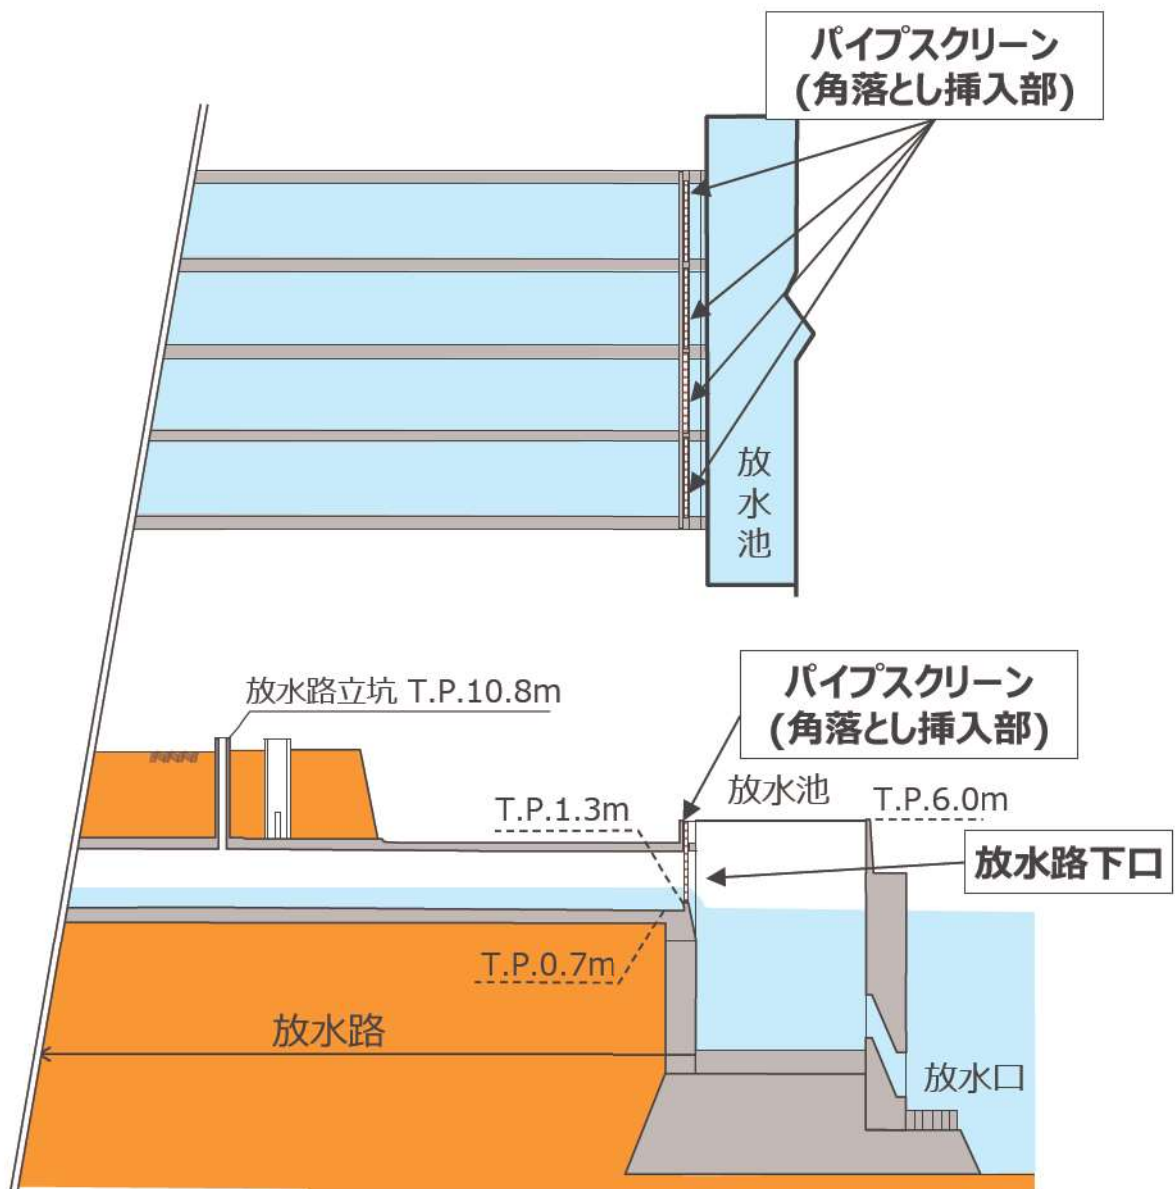 パイプスクリーン
(角落とし挿入部)
放水池
放水路立坑 T.P.10.8m
パイプスクリーン
(角落とし挿入部)
放水池
T.P.1.3m
T.P.6.0m
放水路下口
T.P.0.7m
放水路
放水口